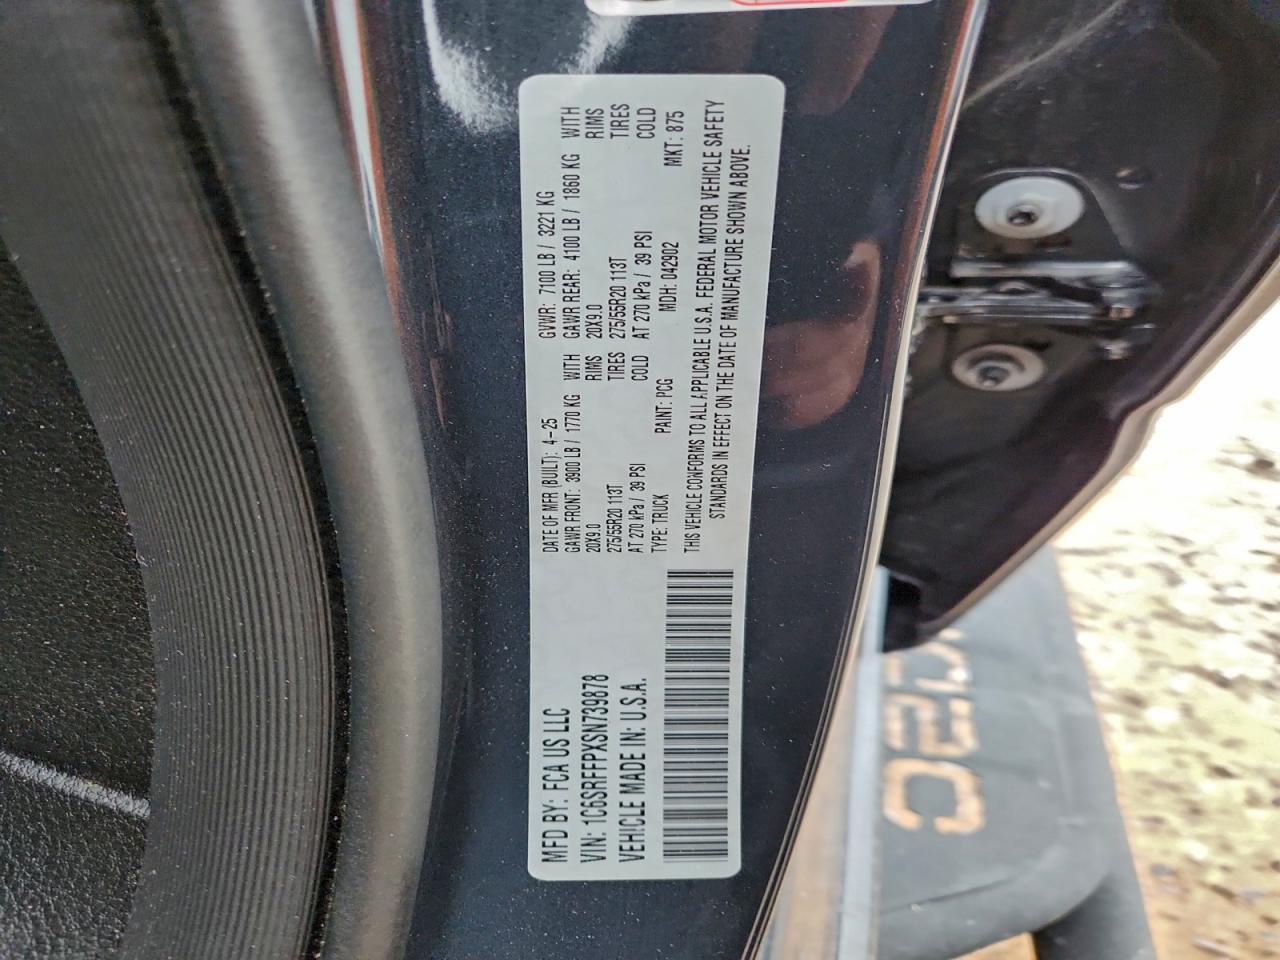 MFD BY: FCA US LLC
VIN: 1C6SRFFPXSN739878
VEHICLE MADE IN: U.S.A.
DATE OF MFR (BUILT): 4-25 GVWR: 7100 LB / 3221 KG
GAWR FRONT: 3900 LB / 1770 KG WITH GAWR REAR: 4100 LB / 1860 KG WITH
20X9.0 RIMS 20X9.0 RIMS
275/55R20 113T TIRES 275/55R20 113T TIRES
AT 270 kPa / 39 PSI COLD AT 270 kPa / 39 PSI COLD
TYPE: TRUCK PAINT: PCG MDH: 042902 MKT: 875
THIS VEHICLE CONFORMS TO ALL APPLICABLE U.S.A. FEDERAL MOTOR VEHICLE SAFETY
STANDARDS IN EFFECT ON THE DATE OF MANUFACTURE SHOWN ABOVE.